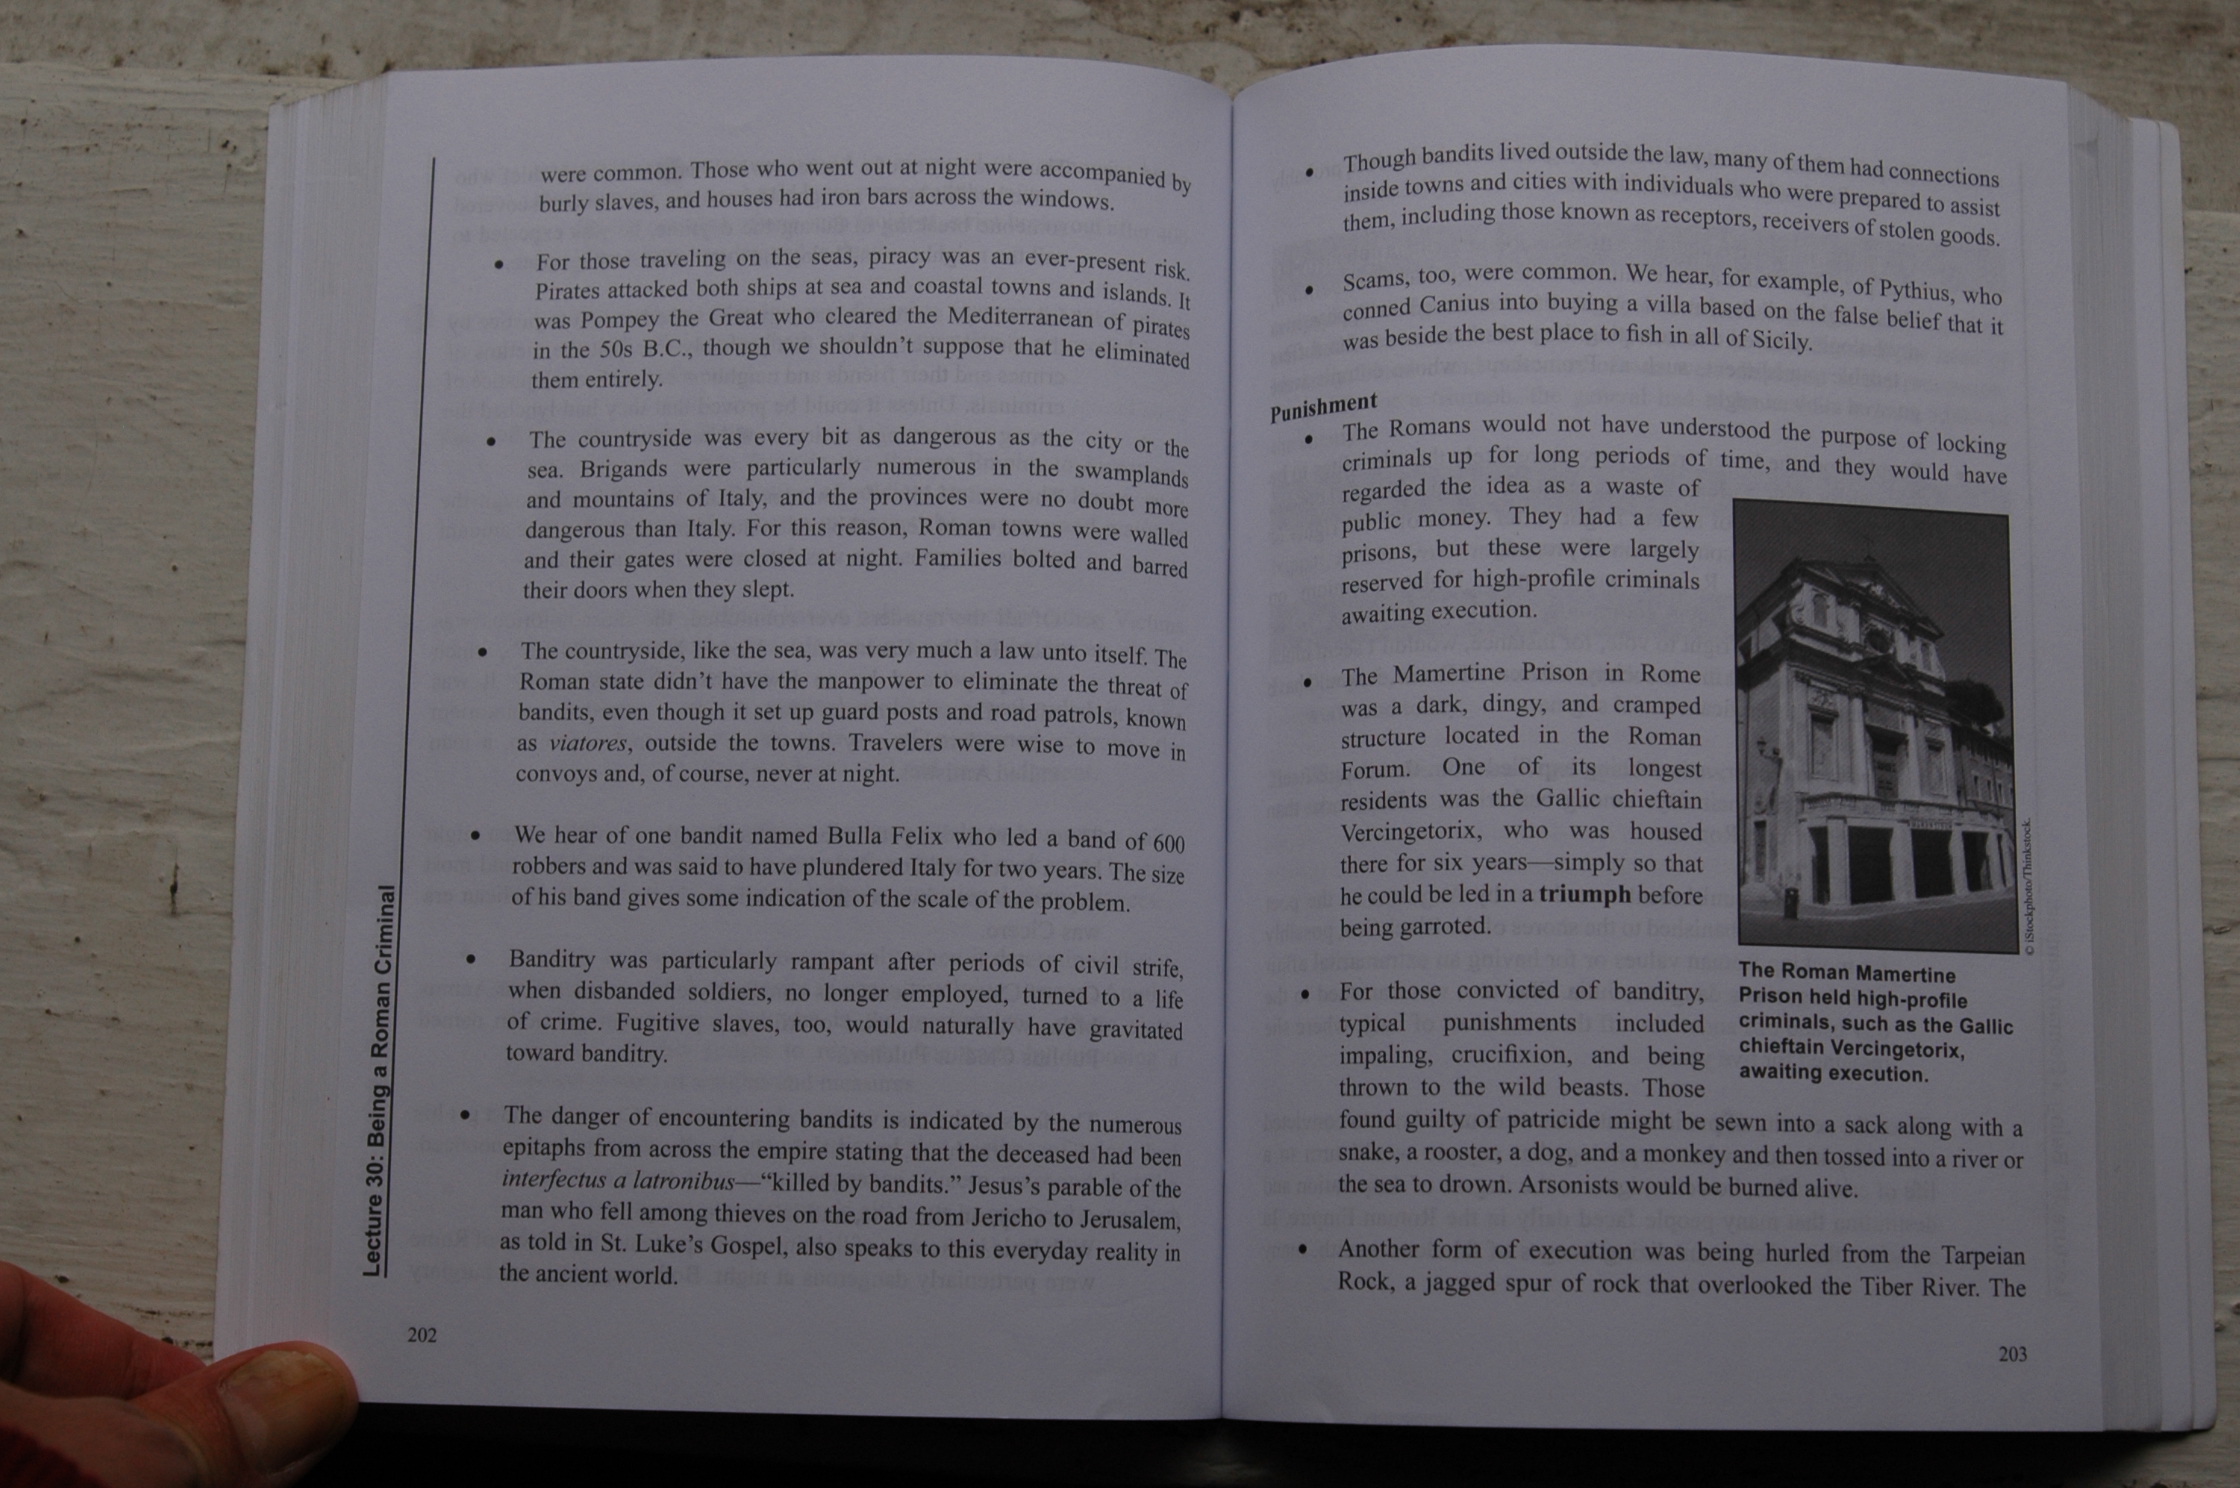 were common. Those who went out at night were accompanied by
burly slaves, and houses had iron bars across the windows.
• For those traveling on the seas, piracy was an ever-present risk.
Pirates attacked both ships at sea and coastal towns and islands. It
was Pompey the Great who cleared the Mediterranean of pirates
in the 50s B.C., though we shouldn't suppose that he eliminated
them entirely.
• The countryside was every bit as dangerous as the city or the
sea. Brigands were particularly numerous in the swamplands
and mountains of Italy, and the provinces were no doubt more
dangerous than Italy. For this reason, Roman towns were walled
and their gates were closed at night. Families bolted and barred
their doors when they slept.
• The countryside, like the sea, was very much a law unto itself. The
Roman state didn't have the manpower to eliminate the threat of
bandits, even though it set up guard posts and road patrols, known
as viatores, outside the towns. Travelers were wise to move in
convoys and, of course, never at night.
• We hear of one bandit named Bulla Felix who led a band of 600
robbers and was said to have plundered Italy for two years. The size
of his band gives some indication of the scale of the problem.
• Banditry was particularly rampant after periods of civil strife,
when disbanded soldiers, no longer employed, turned to a life
of crime. Fugitive slaves, too, would naturally have gravitated
toward banditry.
• The danger of encountering bandits is indicated by the numerous
epitaphs from across the empire stating that the deceased had been
interfectus a latronibus—“killed by bandits.” Jesus's parable of the
man who fell among thieves on the road from Jericho to Jerusalem,
as told in St. Luke's Gospel, also speaks to this everyday reality in
the ancient world.
Lecture 30: Being a Roman Criminal
202
• Though bandits lived outside the law, many of them had connections
inside towns and cities with individuals who were prepared to assist
them, including those known as receptors, receivers of stolen goods.
• Scams, too, were common. We hear, for example, of Pythius, who
conned Canius into buying a villa based on the false belief that it
was beside the best place to fish in all of Sicily.
Punishment
• The Romans would not have understood the purpose of locking
criminals up for long periods of time, and they would have
regarded the idea as a waste of
public money. They had a few
prisons, but these were largely
reserved for high-profile criminals
awaiting execution.
• The Mamertine Prison in Rome
was a dark, dingy, and cramped
structure located in the Roman
Forum. One of its longest
residents was the Gallic chieftain
Vercingetorix, who was housed
there for six years—simply so that
he could be led in a triumph before
being garroted.
© iStockphoto/Thinkstock.
The Roman Mamertine
Prison held high-profile
criminals, such as the Gallic
chieftain Vercingetorix,
awaiting execution.
• For those convicted of banditry,
typical punishments included
impaling, crucifixion, and being
thrown to the wild beasts. Those
found guilty of patricide might be sewn into a sack along with a
snake, a rooster, a dog, and a monkey and then tossed into a river or
the sea to drown. Arsonists would be burned alive.
• Another form of execution was being hurled from the Tarpeian
Rock, a jagged spur of rock that overlooked the Tiber River. The
203